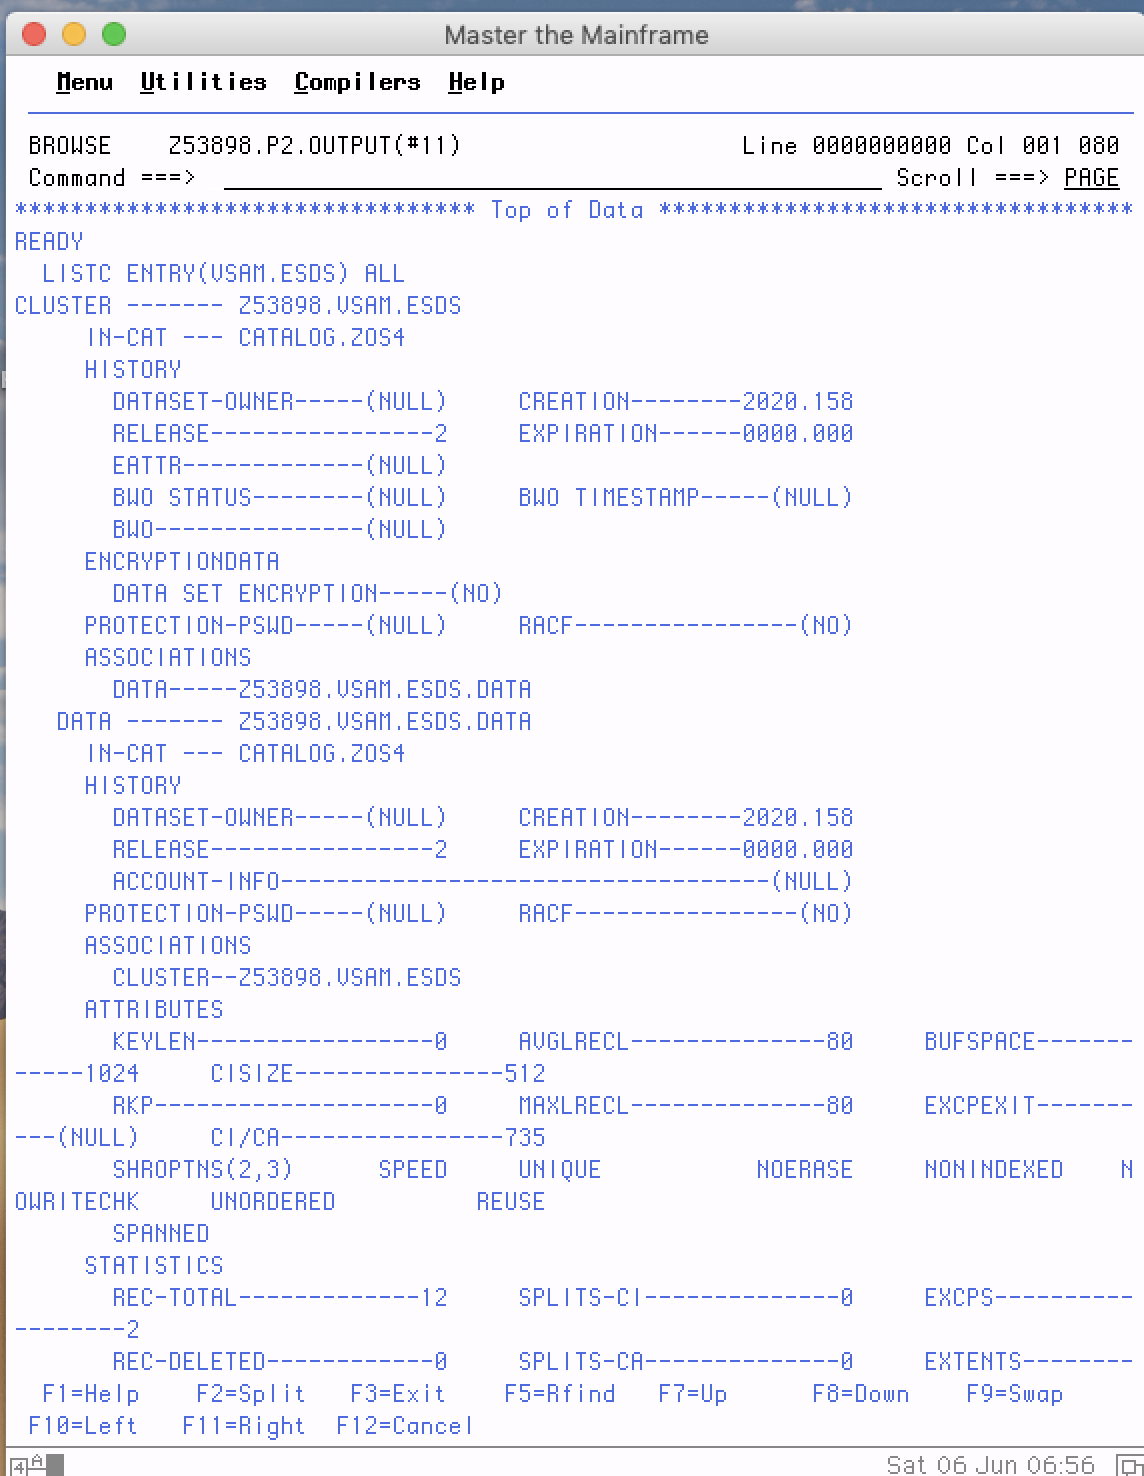 Master the Mainframe
Menu  Utilities  Compilers  Help
BROWSE    Z53898.P2.OUTPUT(#11)                    Line 0000000000 Col 001 080
Command ===>                                                  Scroll ===> PAGE
********************************* Top of Data **********************************
READY
  LISTC ENTRY(VSAM.ESDS) ALL
CLUSTER ------- Z53898.VSAM.ESDS
     IN-CAT --- CATALOG.ZOS4
     HISTORY
       DATASET-OWNER-----(NULL)     CREATION--------2020.158
       RELEASE----------------2     EXPIRATION------0000.000
       EATTR-------------(NULL)
       BWO STATUS--------(NULL)     BWO TIMESTAMP-----(NULL)
       BWO---------------(NULL)
     ENCRYPTIONDATA
       DATA SET ENCRYPTION-----(NO)
     PROTECTION-PSWD-----(NULL)     RACF----------------(NO)
     ASSOCIATIONS
       DATA-----Z53898.VSAM.ESDS.DATA
   DATA ------- Z53898.VSAM.ESDS.DATA
     IN-CAT --- CATALOG.ZOS4
     HISTORY
       DATASET-OWNER-----(NULL)     CREATION--------2020.158
       RELEASE----------------2     EXPIRATION------0000.000
       ACCOUNT-INFO-----------------------------------(NULL)
     PROTECTION-PSWD-----(NULL)     RACF----------------(NO)
     ASSOCIATIONS
       CLUSTER--Z53898.VSAM.ESDS
     ATTRIBUTES
       KEYLEN-----------------0     AVGLRECL--------------80     BUFSPACE-------
-----1024     CISIZE---------------512
       RKP--------------------0     MAXLRECL--------------80     EXCPEXIT-------
---(NULL)     CI/CA----------------735
       SHROPTNS(2,3)      SPEED     UNIQUE           NOERASE     NONINDEXED    N
OWRITECHK     UNORDERED          REUSE
       SPANNED
     STATISTICS
       REC-TOTAL-------------12     SPLITS-CI--------------0     EXCPS----------
--------2
       REC-DELETED------------0     SPLITS-CA--------------0     EXTENTS--------
  F1=Help    F2=Split   F3=Exit    F5=Rfind   F7=Up      F8=Down    F9=Swap
 F10=Left   F11=Right  F12=Cancel
4 A Sat 06 Jun 06:56